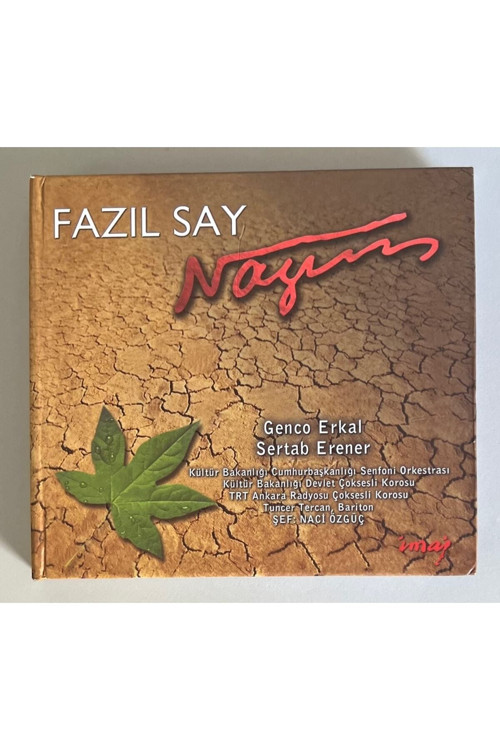 FAZIL SAY
Nazım
Genco Erkal
Sertab Erener
Kültür Bakanlığı Cumhurbaşkanlığı Senfoni Orkestrası
Kültür Bakanlığı Devlet Çoksesli Korosu
TRT Ankara Radyosu Çoksesli Korosu
Tuncer Tercan, Bariton
ŞEF: NACİ ÖZGÜÇ
imaj